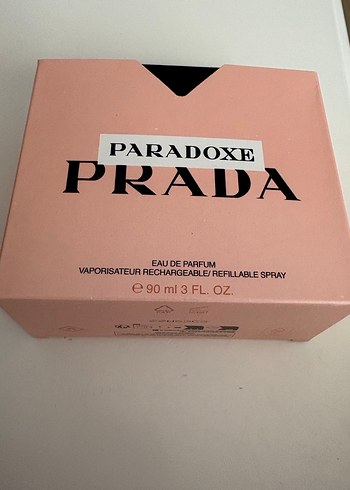 PARADOXE
PRADA
EAU DE PARFUM
VAPORISATEUR RECHARGEABLE/ REFILLABLE SPRAY
℮ 90 ml 3 FL. OZ.